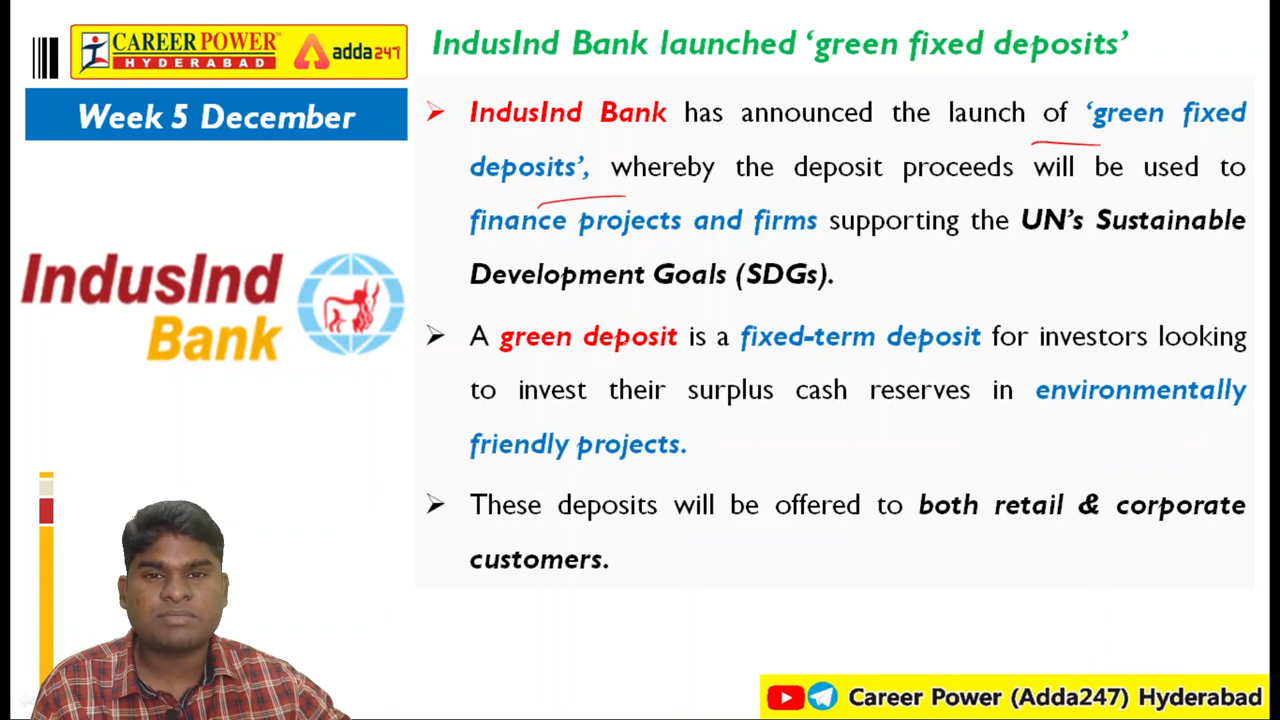 CAREER POWER
HYDERABAD
adda247
IndusInd Bank launched ‘green fixed deposits’
Week 5 December
➢ IndusInd Bank has announced the launch of ‘green fixed
deposits’, whereby the deposit proceeds will be used to
finance projects and firms supporting the UN’s Sustainable
Development Goals (SDGs).
IndusInd
Bank
➢ A green deposit is a fixed-term deposit for investors looking
to invest their surplus cash reserves in environmentally
friendly projects.
➢ These deposits will be offered to both retail & corporate
customers.
Career Power (Adda247) Hyderabad